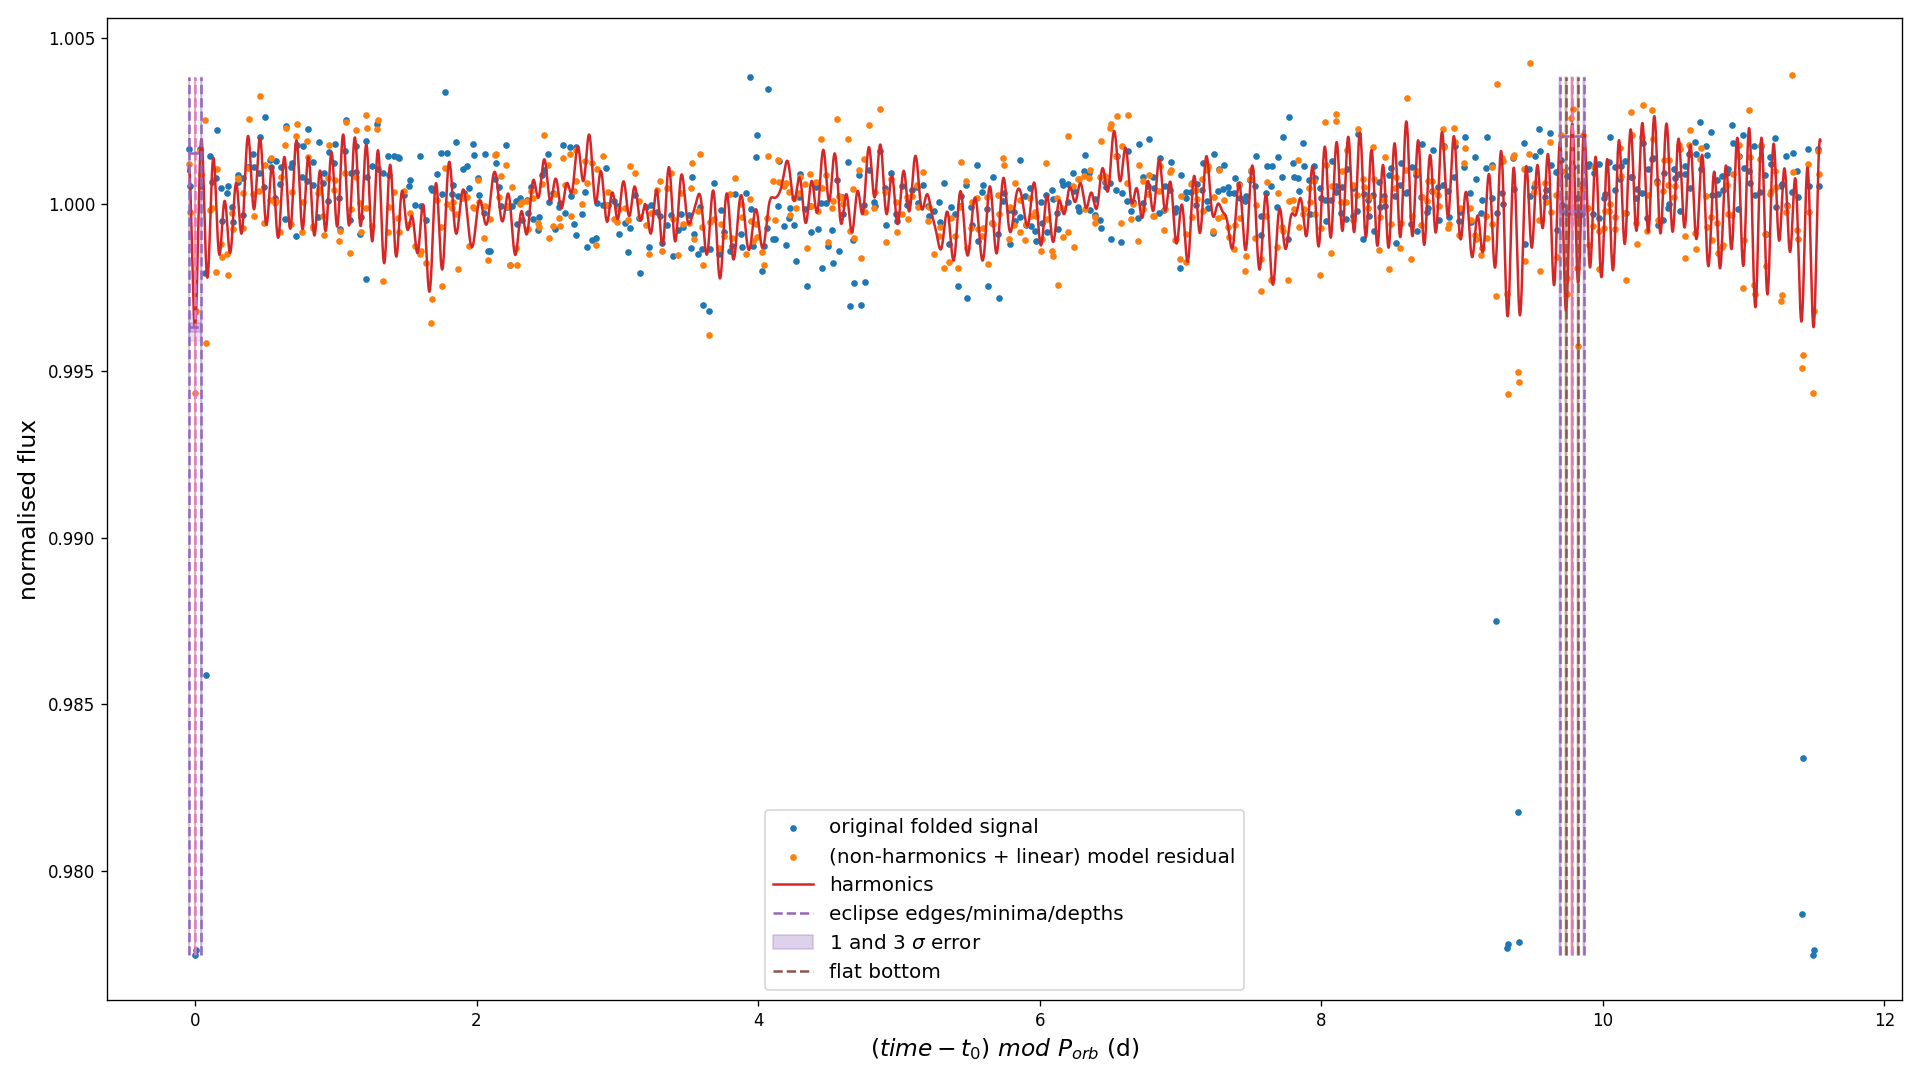 1.005
1.000
0.995
0.990
0.985
0.980
normalised flux
original folded signal
(non-harmonics + linear) model residual
harmonics
eclipse edges/minima/depths
1 and 3 σ error
flat bottom
0 2 4 6 8 10 12
(time − t₀) mod P_orb (d)